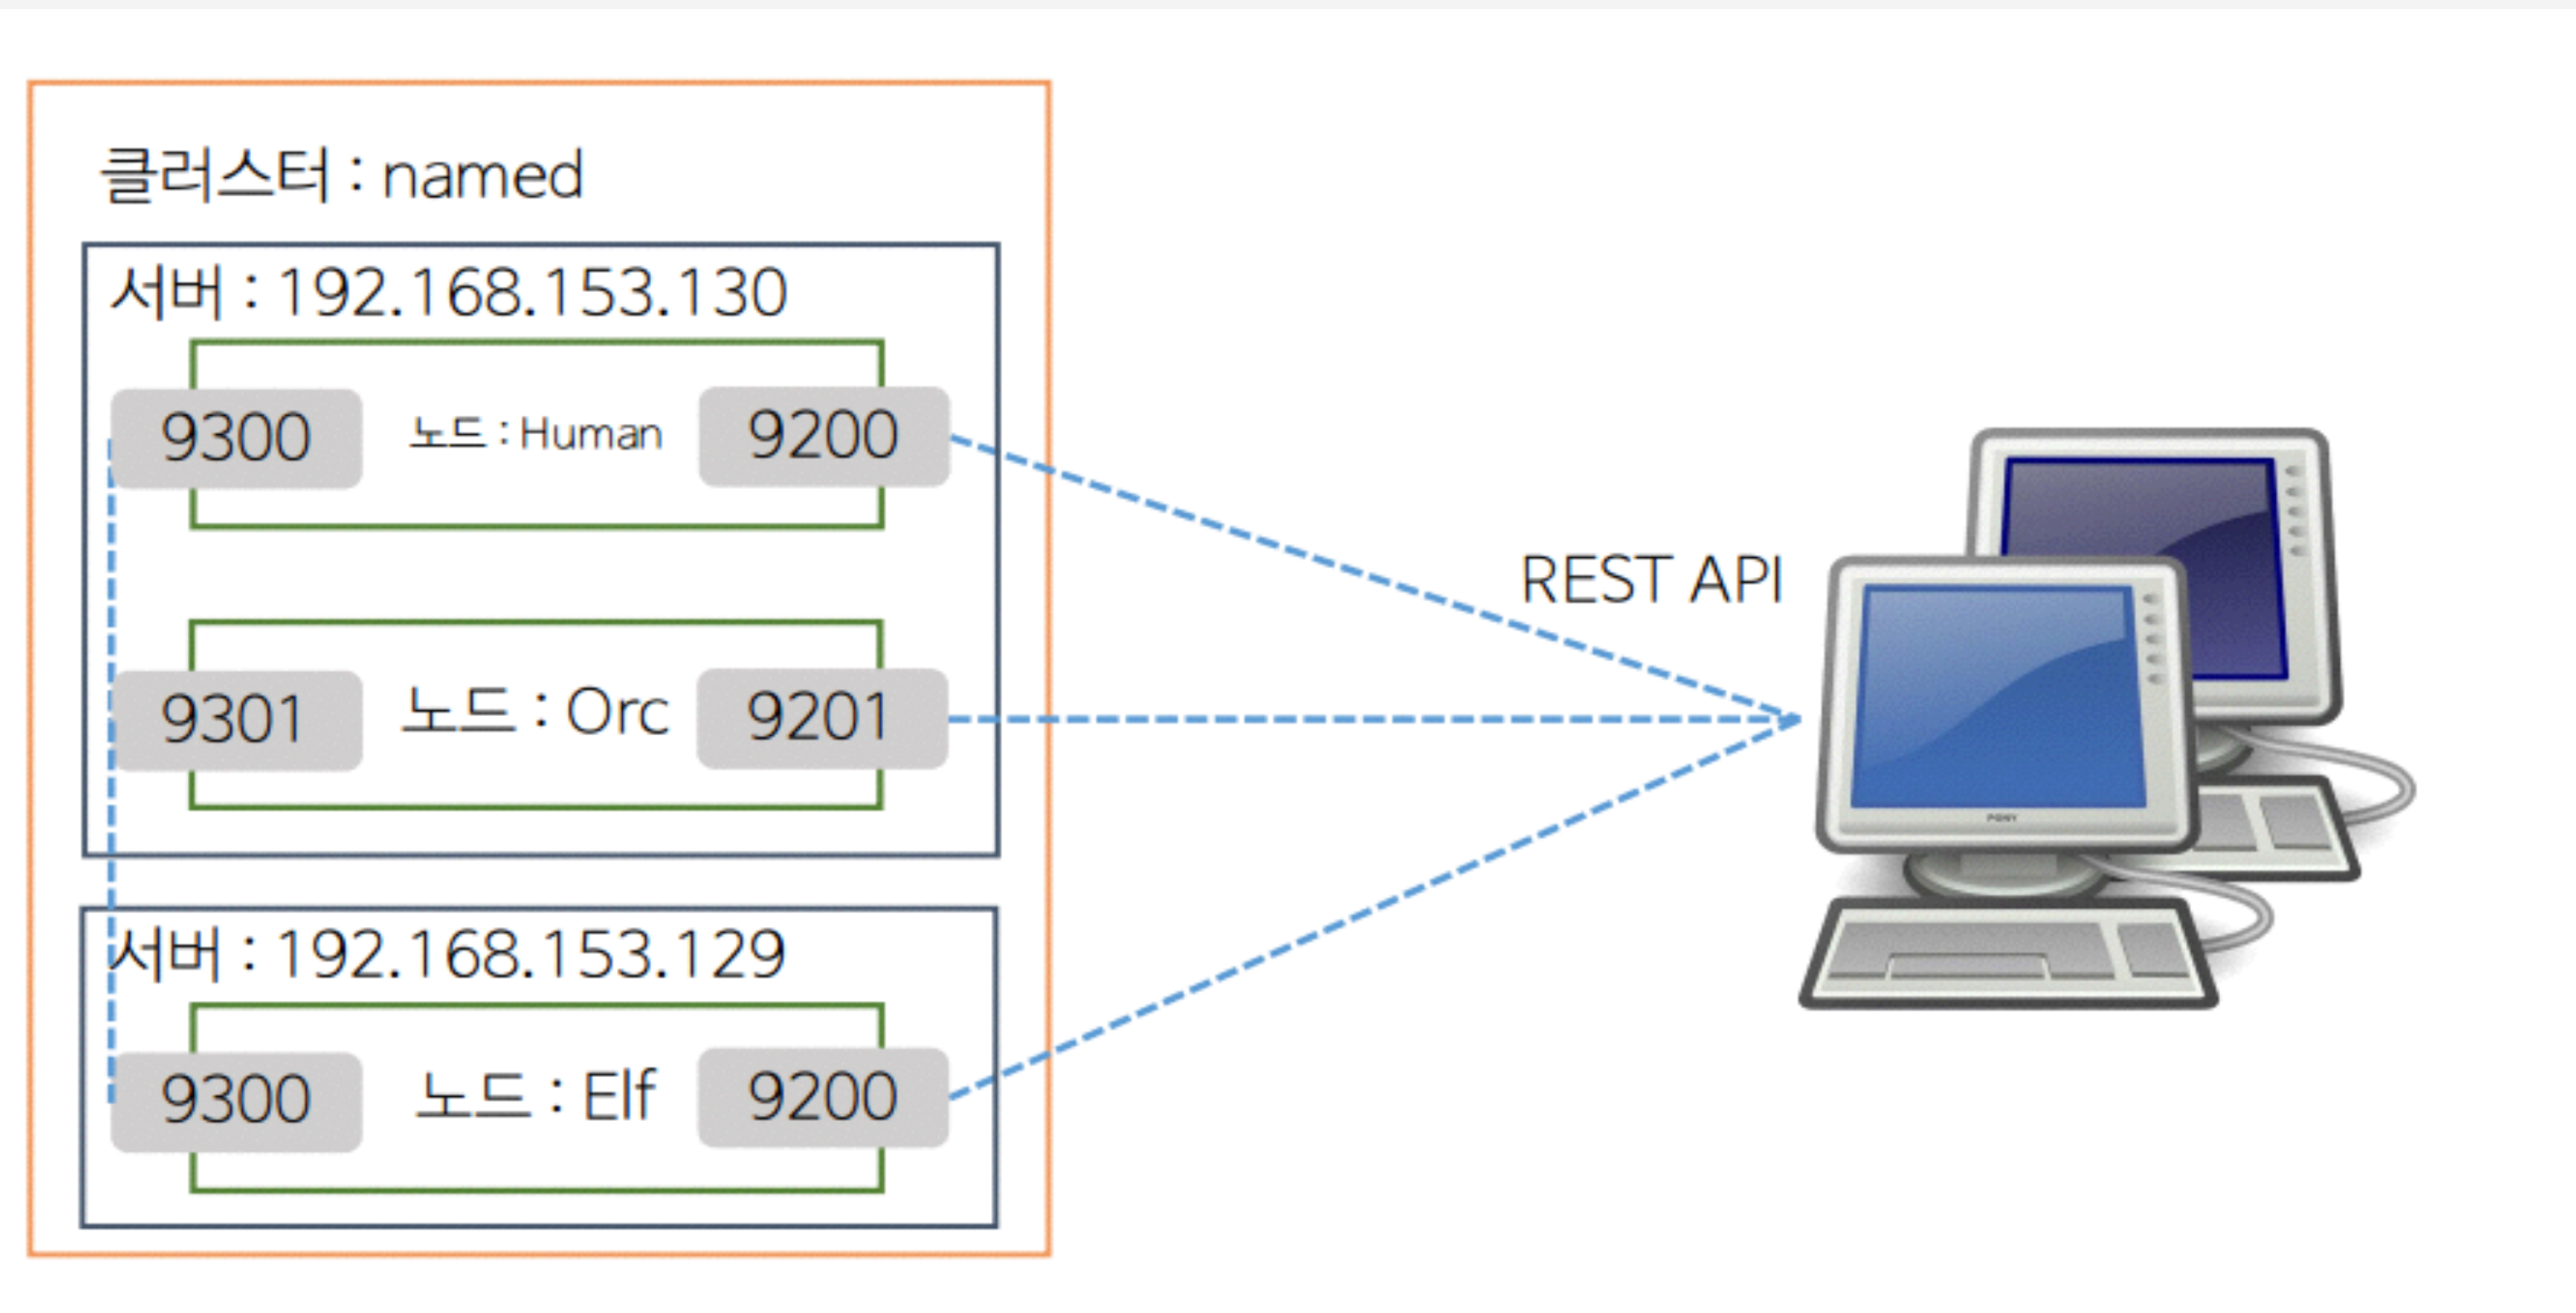 클러스터 : named
서버 : 192.168.153.130
9300 노드 : Human 9200
REST API
9301 노드 : Orc 9201
서버 : 192.168.153.129
9300 노드 : Elf 9200